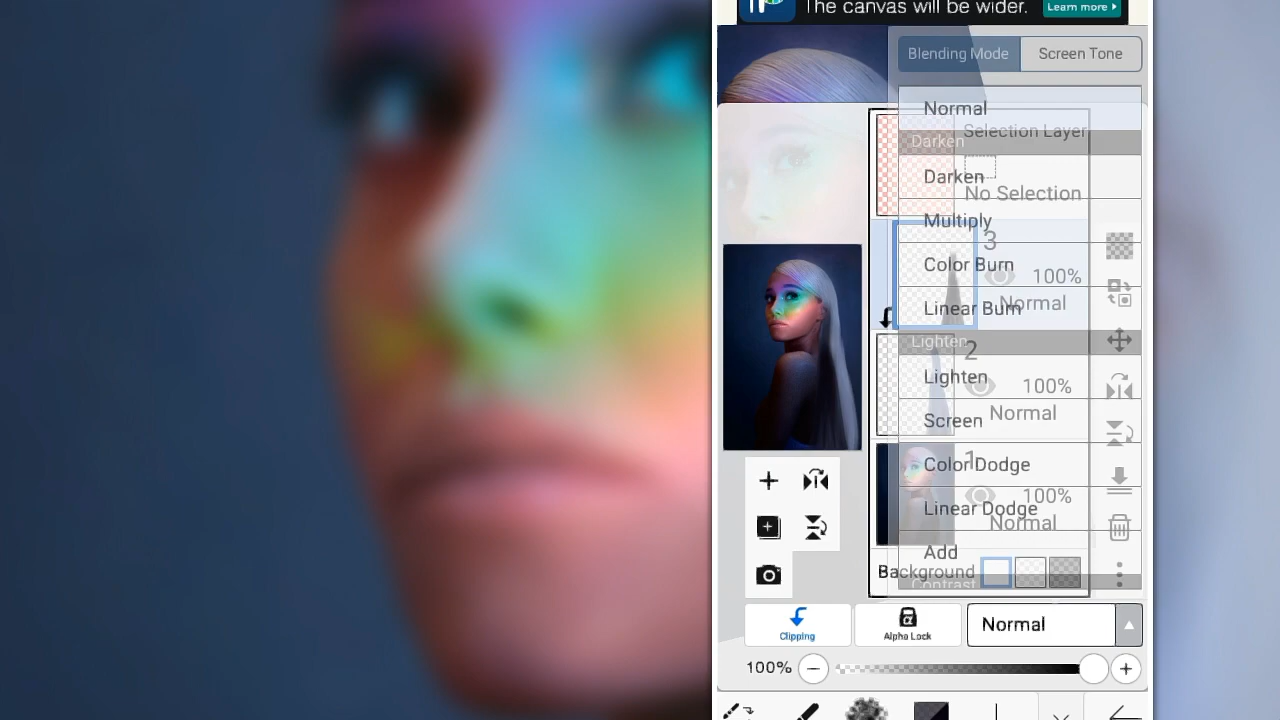 The canvas will be wider.
Learn more
Blending Mode
Screen Tone
Normal
Selection Layer
Darken
Darken
No Selection
Multiply
3
Color Burn
100%
Linear Burn
Normal
Lighten
2
Lighten
100%
Normal
Screen
1
Color Dodge
100%
Linear Dodge
Normal
Add
Background
Contrast
Clipping
α
Alpha Lock
Normal
100%